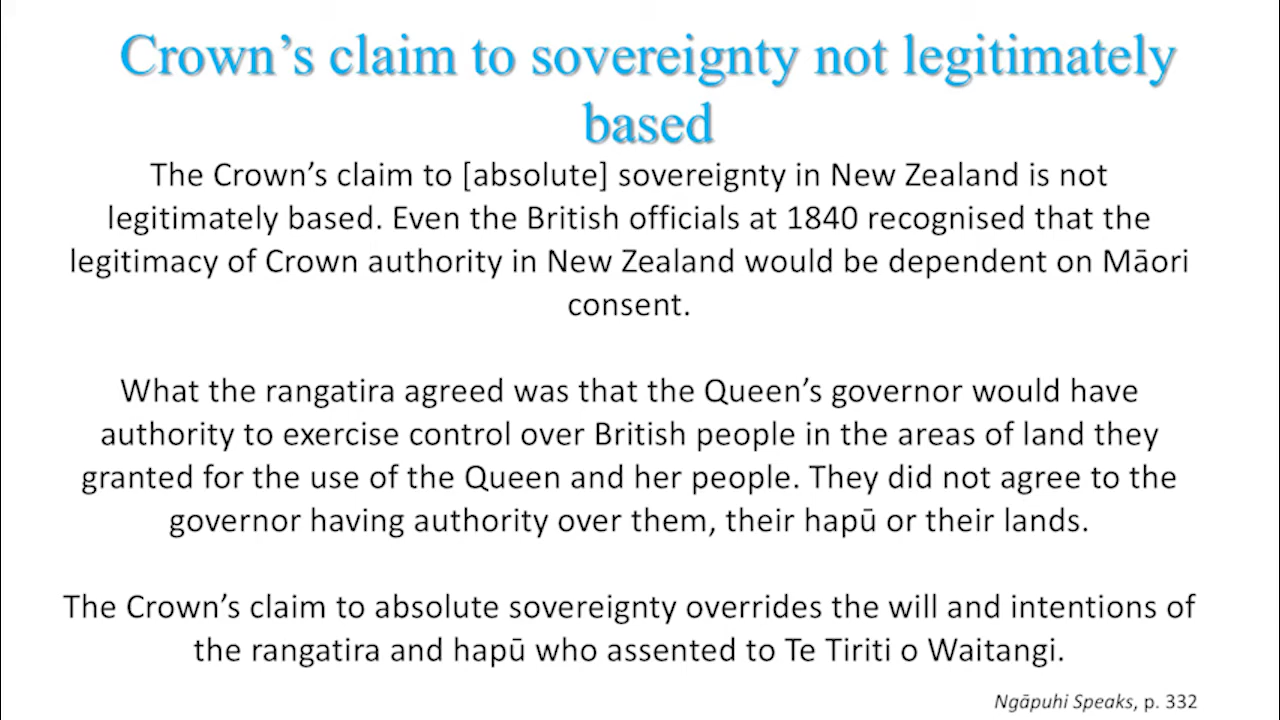 Crown’s claim to sovereignty not legitimately
based
The Crown’s claim to [absolute] sovereignty in New Zealand is not
legitimately based. Even the British officials at 1840 recognised that the
legitimacy of Crown authority in New Zealand would be dependent on Māori
consent.
What the rangatira agreed was that the Queen’s governor would have
authority to exercise control over British people in the areas of land they
granted for the use of the Queen and her people. They did not agree to the
governor having authority over them, their hapū or their lands.
The Crown’s claim to absolute sovereignty overrides the will and intentions of
the rangatira and hapū who assented to Te Tiriti o Waitangi.
Ngāpuhi Speaks, p. 332